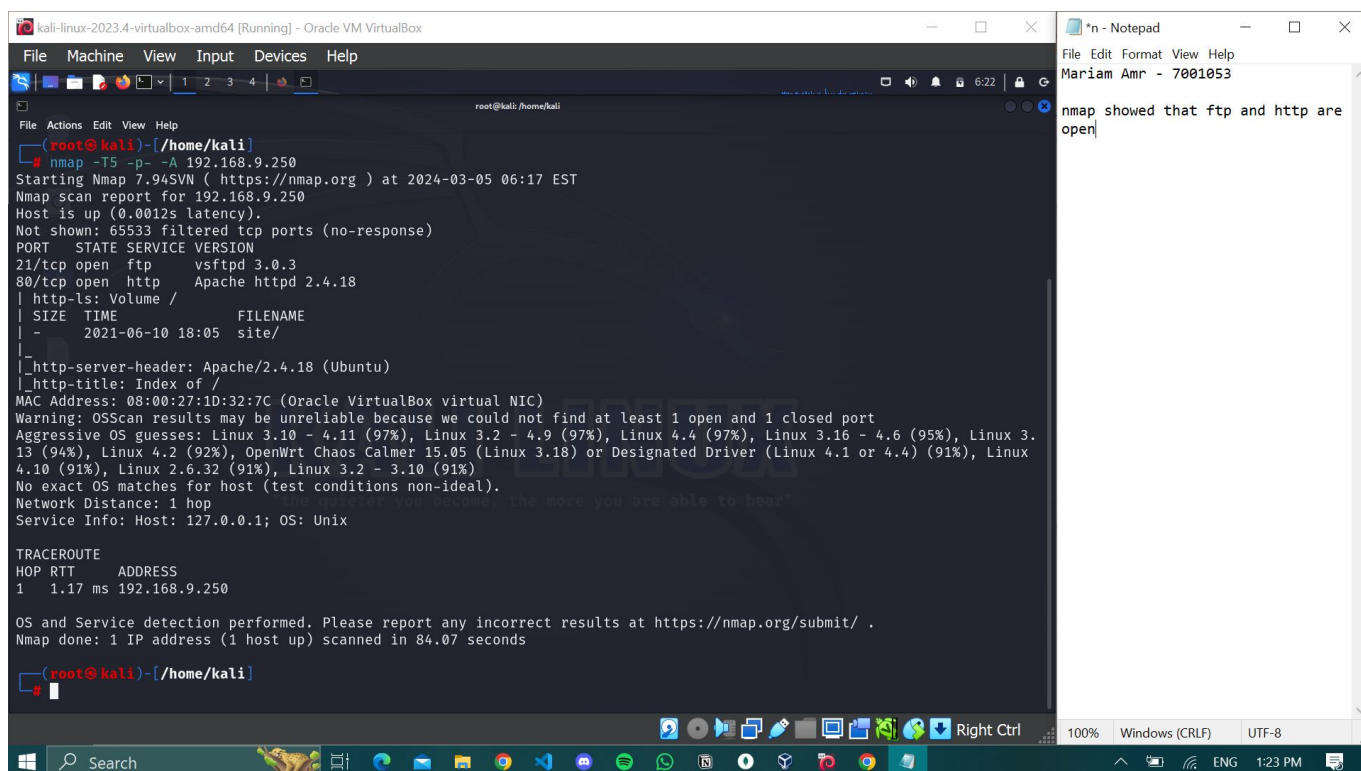 kali-linux-2023.4-virtualbox-amd64 [Running] - Oracle VM VirtualBox
File Machine View Input Devices Help
1 2 3 4
6:22
root@kali: /home/kali
File Actions Edit View Help
(root㉿kali)-[/home/kali]
# nmap -T5 -p- -A 192.168.9.250
Starting Nmap 7.94SVN ( https://nmap.org ) at 2024-03-05 06:17 EST
Nmap scan report for 192.168.9.250
Host is up (0.0012s latency).
Not shown: 65533 filtered tcp ports (no-response)
PORT   STATE SERVICE VERSION
21/tcp open  ftp     vsftpd 3.0.3
80/tcp open  http    Apache httpd 2.4.18
| http-ls: Volume /
| SIZE  TIME              FILENAME
| -     2021-06-10 18:05  site/
|_
|_http-server-header: Apache/2.4.18 (Ubuntu)
|_http-title: Index of /
MAC Address: 08:00:27:1D:32:7C (Oracle VirtualBox virtual NIC)
Warning: OSScan results may be unreliable because we could not find at least 1 open and 1 closed port
Aggressive OS guesses: Linux 3.10 - 4.11 (97%), Linux 3.2 - 4.9 (97%), Linux 4.4 (97%), Linux 3.16 - 4.6 (95%), Linux 3.
13 (94%), Linux 4.2 (92%), OpenWrt Chaos Calmer 15.05 (Linux 3.18) or Designated Driver (Linux 4.1 or 4.4) (91%), Linux
4.10 (91%), Linux 2.6.32 (91%), Linux 3.2 - 3.10 (91%)
No exact OS matches for host (test conditions non-ideal).
"the quieter you become, the more you are able to hear"
Network Distance: 1 hop
Service Info: Host: 127.0.0.1; OS: Unix
TRACEROUTE
HOP RTT     ADDRESS
1   1.17 ms 192.168.9.250
OS and Service detection performed. Please report any incorrect results at https://nmap.org/submit/ .
Nmap done: 1 IP address (1 host up) scanned in 84.07 seconds
(root㉿kali)-[/home/kali]
#
Right Ctrl
*n - Notepad
File Edit Format View Help
Mariam Amr - 7001053
nmap showed that ftp and http are
open
100% Windows (CRLF) UTF-8
Search
ENG 1:23 PM